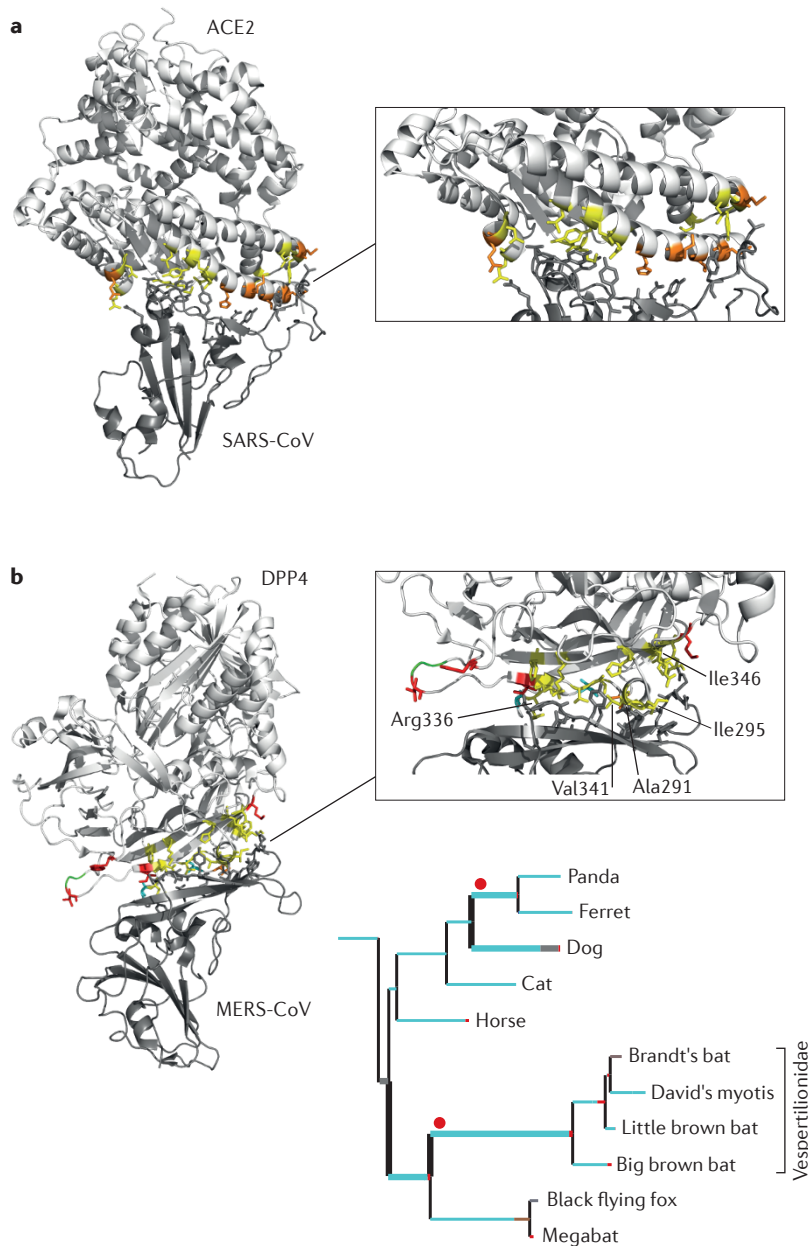 a
ACE2
SARS-CoV
b
DPP4
MERS-CoV
Arg336
Val341
Ala291
Ile295
Ile346
Panda
Ferret
Dog
Cat
Horse
Brandt's bat
David's myotis
Little brown bat
Big brown bat
Vespertilionidae
Black flying fox
Megabat